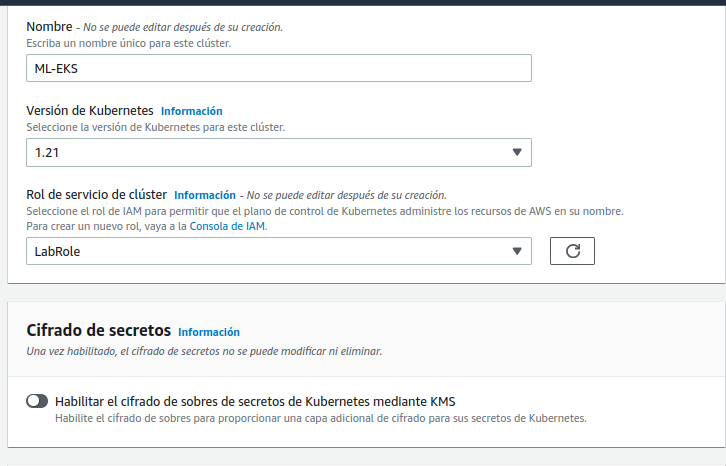 Nombre - No se puede editar después de su creación.
Escriba un nombre único para este clúster.
ML-EKS
Versión de Kubernetes Información
Seleccione la versión de Kubernetes para este clúster.
1.21
Rol de servicio de clúster Información - No se puede editar después de su creación.
Seleccione el rol de IAM para permitir que el plano de control de Kubernetes administre los recursos de AWS en su nombre.
Para crear un nuevo rol, vaya a la Consola de IAM.
LabRole
Cifrado de secretos Información
Una vez habilitado, el cifrado de secretos no se puede modificar ni eliminar.
Habilitar el cifrado de sobres de secretos de Kubernetes mediante KMS
Habilite el cifrado de sobres para proporcionar una capa adicional de cifrado para sus secretos de Kubernetes.